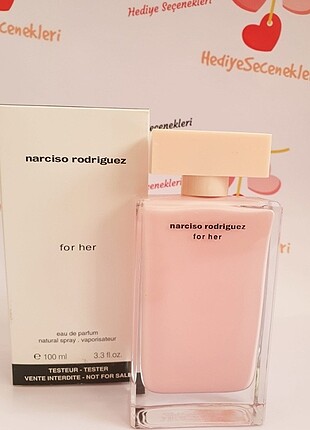 Hediye Seçenekleri
HediyeSecenekleri
Seçenekleri
narciso rodriguez
for her
eau de parfum
natural spray . vaporisateur
e 100 ml 3.3 fl.oz.
TESTEUR - TESTER
VENTE INTERDITE - NOT FOR SALE
narciso rodriguez
for her